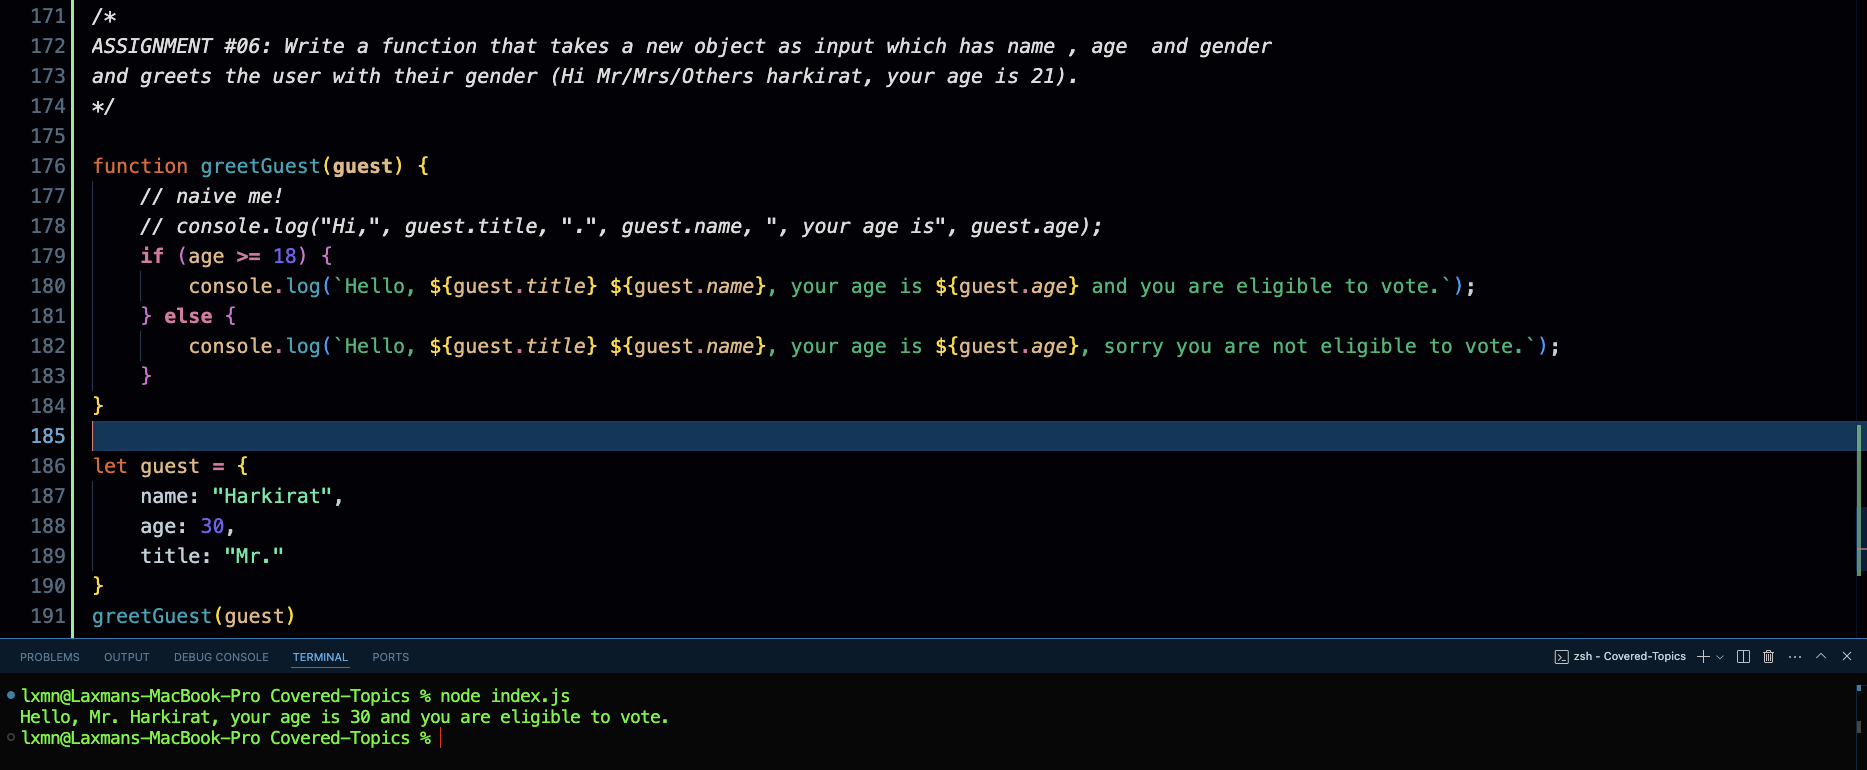 171 /*
172 ASSIGNMENT #06: Write a function that takes a new object as input which has name , age  and gender
173 and greets the user with their gender (Hi Mr/Mrs/Others harkirat, your age is 21).
174 */
175
176 function greetGuest(guest) {
177     // naive me!
178     // console.log("Hi,", guest.title, ".", guest.name, ", your age is", guest.age);
179     if (age >= 18) {
180         console.log(`Hello, ${guest.title} ${guest.name}, your age is ${guest.age} and you are eligible to vote.`);
181     } else {
182         console.log(`Hello, ${guest.title} ${guest.name}, your age is ${guest.age}, sorry you are not eligible to vote.`);
183     }
184 }
185
186 let guest = {
187     name: "Harkirat",
188     age: 30,
189     title: "Mr."
190 }
191 greetGuest(guest)
PROBLEMS OUTPUT DEBUG CONSOLE TERMINAL PORTS zsh - Covered-Topics
lxmn@Laxmans-MacBook-Pro Covered-Topics % node index.js
Hello, Mr. Harkirat, your age is 30 and you are eligible to vote.
lxmn@Laxmans-MacBook-Pro Covered-Topics %